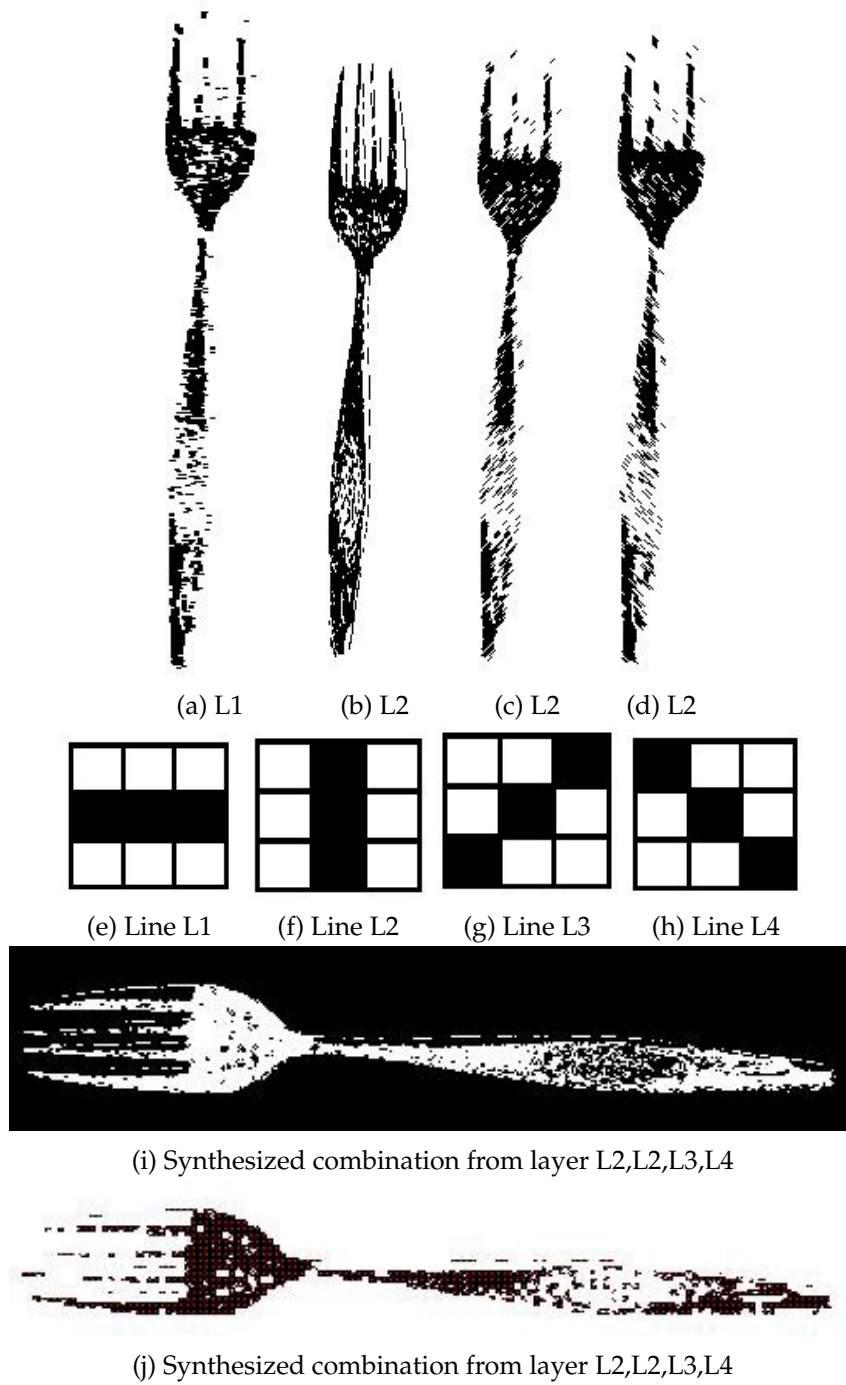 (a) L1 (b) L2 (c) L2 (d) L2
(e) Line L1 (f) Line L2 (g) Line L3 (h) Line L4
(i) Synthesized combination from layer L2,L2,L3,L4
(j) Synthesized combination from layer L2,L2,L3,L4